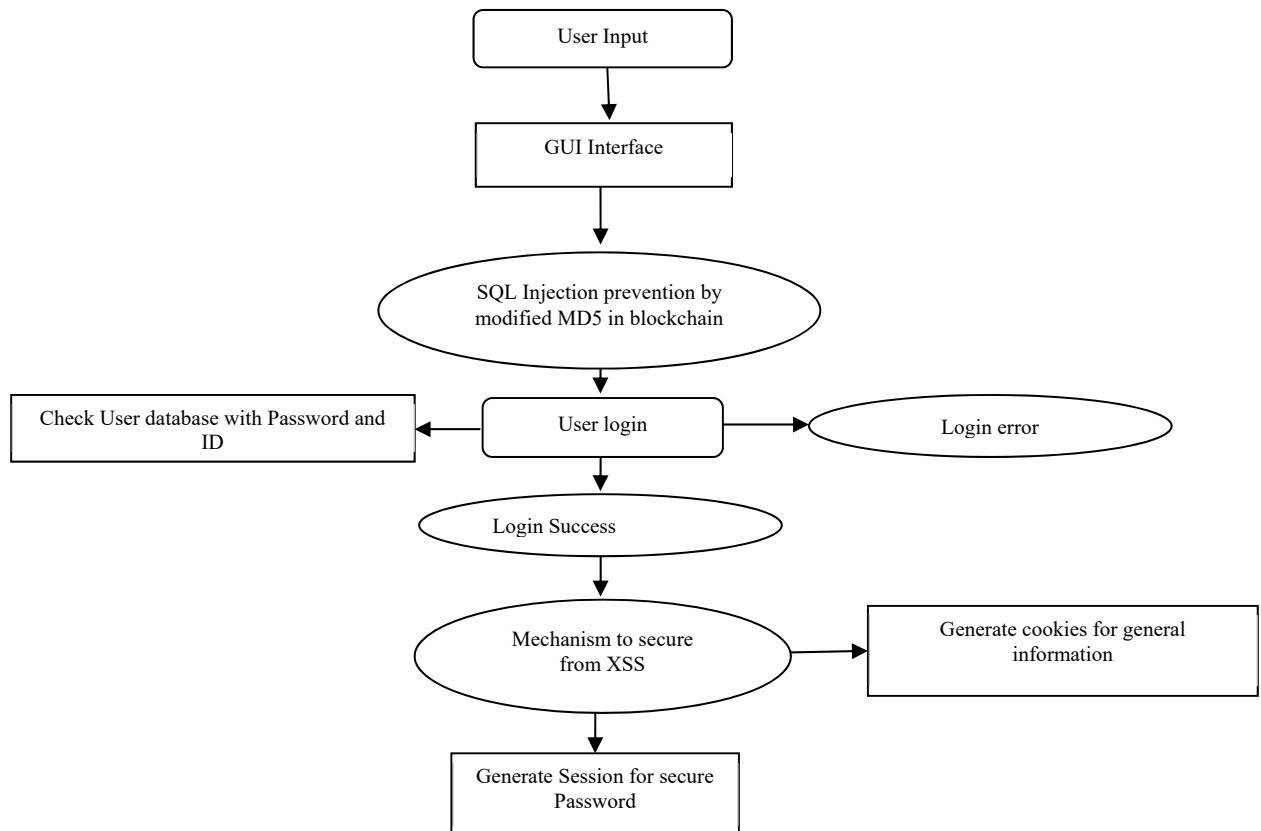 User Input
GUI Interface
SQL Injection prevention by
modified MD5 in blockchain
Check User database with Password and
ID
User login
Login error
Login Success
Mechanism to secure
from XSS
Generate cookies for general
information
Generate Session for secure
Password